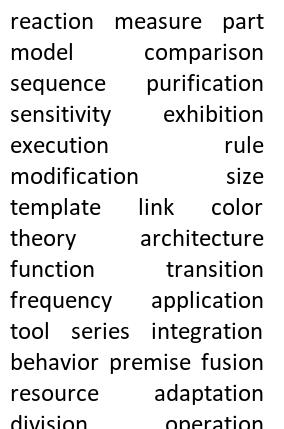 reaction measure part
model comparison
sequence purification
sensitivity exhibition
execution rule
modification size
template link color
theory architecture
function transition
frequency application
tool series integration
behavior premise fusion
resource adaptation
division operation